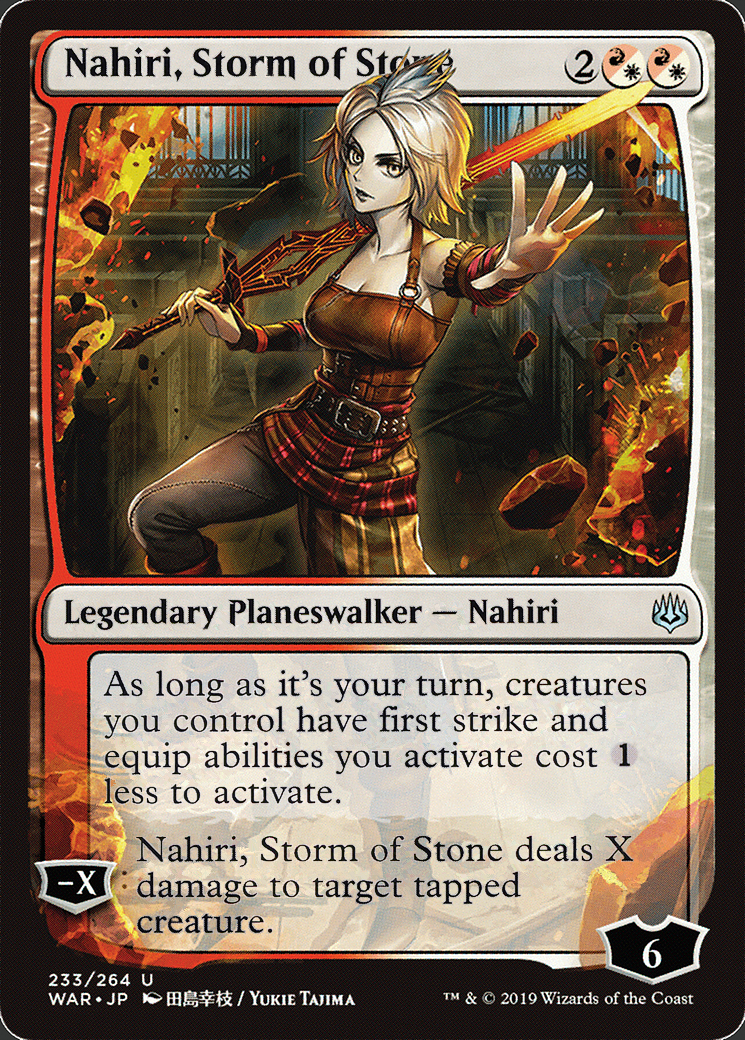 Nahiri, Storm of Stone 2
Legendary Planeswalker — Nahiri
As long as it's your turn, creatures
you control have first strike and
equip abilities you activate cost 1
less to activate.
Nahiri, Storm of Stone deals X
−X : damage to target tapped
creature.
6
233/264 U
WAR • JP 田島幸枝 / Yukie Tajima
™ & © 2019 Wizards of the Coast